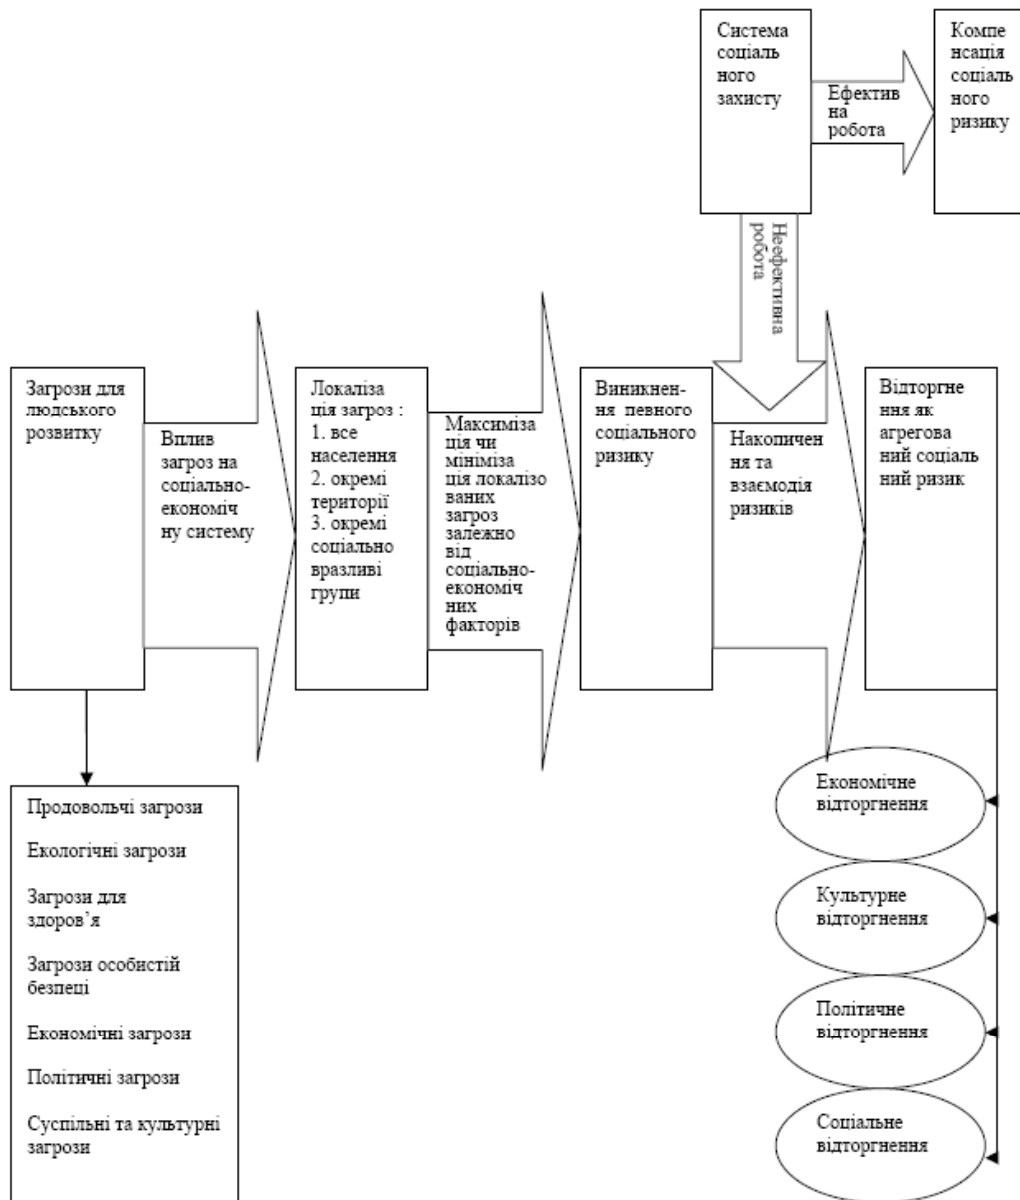 Система
соціаль
ного
захисту
Ефектив
на
робота
Компе
нсація
соціаль
ного
ризику
Неефективна
робота
Загрози для
людського
розвитку
Вплив
загроз на
соціально-
економіч
ну систему
Локаліза
ція загроз :
1. все
населення
2. окремі
території
3. окремі
соціально
вразливі
групи
Максиміза
ція чи
мініміза
ція локалізо
ваних
загроз
залежно
від
соціально-
економіч
них
факторів
Виникнен-
ня певного
соціального
ризику
Накопичен
ня та
взаємодія
ризиків
Відторгне
ння як
агрегова
ний соціаль
ний ризик
Продовольчі загрози
Екологічні загрози
Загрози для
здоров’я
Загрози особистій
безпеці
Економічні загрози
Політичні загрози
Суспільні та культурні
загрози
Економічне
відторгнення
Культурне
відторгнення
Політичне
відторгнення
Соціальне
відторгнення